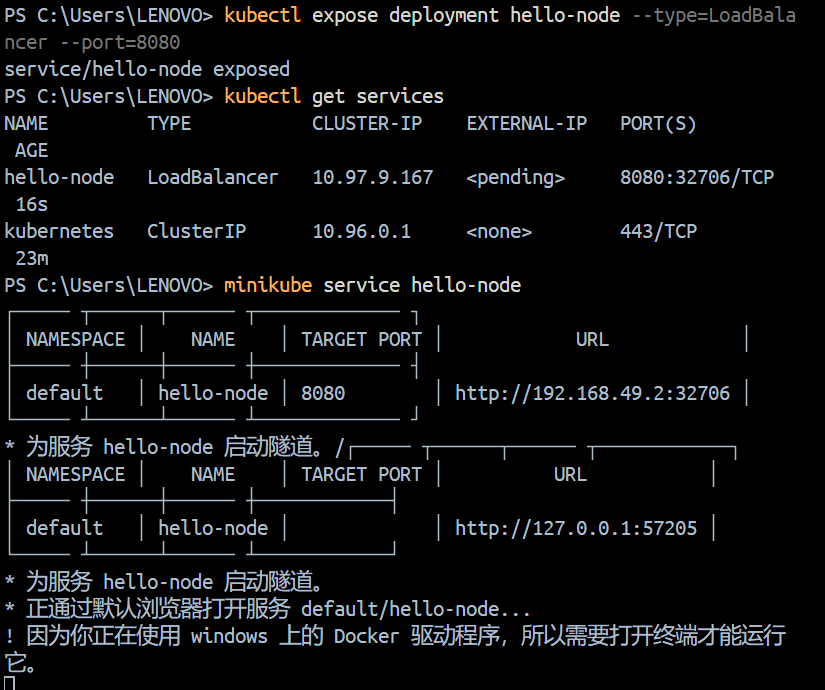 PS C:\Users\LENOVO> kubectl expose deployment hello-node --type=LoadBala
ncer --port=8080
service/hello-node exposed
PS C:\Users\LENOVO> kubectl get services
NAME TYPE CLUSTER-IP EXTERNAL-IP PORT(S)
AGE
hello-node LoadBalancer 10.97.9.167 <pending> 8080:32706/TCP
16s
kubernetes ClusterIP 10.96.0.1 <none> 443/TCP
23m
PS C:\Users\LENOVO> minikube service hello-node
NAMESPACE | NAME | TARGET PORT | URL
default | hello-node | 8080 | http://192.168.49.2:32706
* 为服务 hello-node 启动隧道。/
NAMESPACE | NAME | TARGET PORT | URL
default | hello-node | | http://127.0.0.1:57205
* 为服务 hello-node 启动隧道。
* 正通过默认浏览器打开服务 default/hello-node...
! 因为你正在使用 windows 上的 Docker 驱动程序，所以需要打开终端才能运行
它。